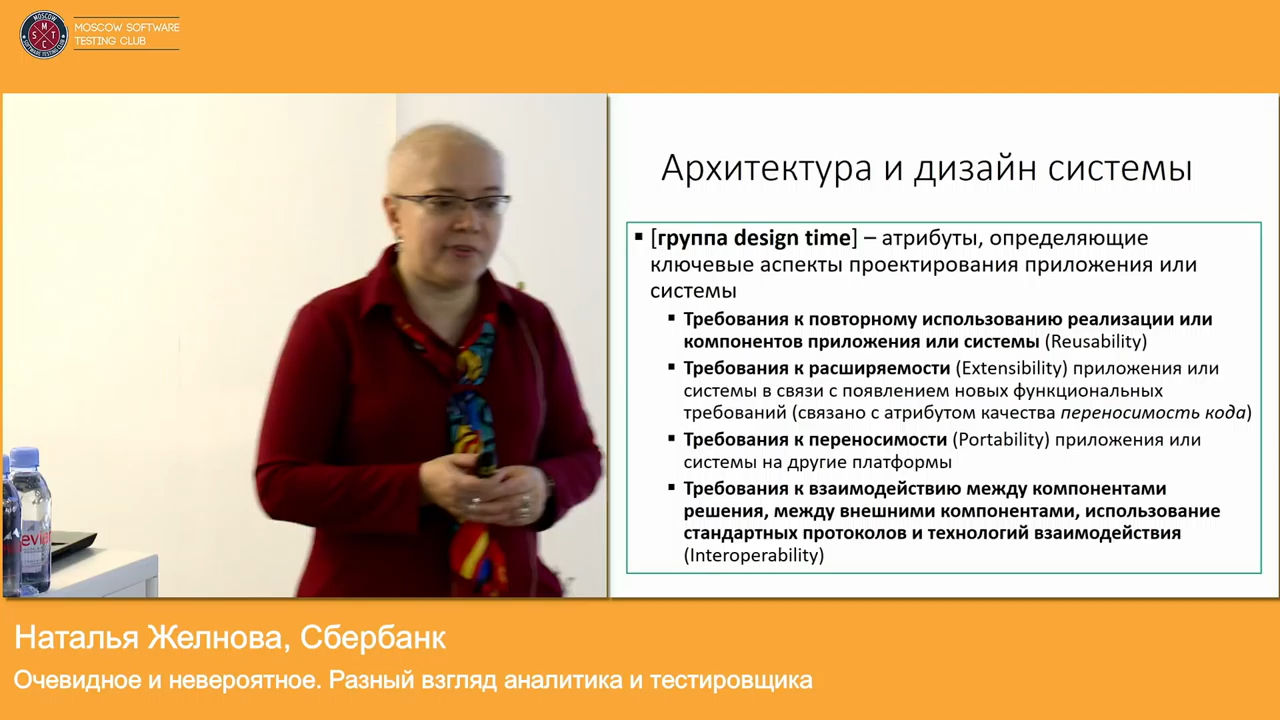 MOSCOW SOFTWARE
TESTING CLUB
Архитектура и дизайн системы
▪ [группа design time] – атрибуты, определяющие
ключевые аспекты проектирования приложения или
системы
▪ Требования к повторному использованию реализации или
компонентов приложения или системы (Reusability)
▪ Требования к расширяемости (Extensibility) приложения или
системы в связи с появлением новых функциональных
требований (связано с атрибутом качества переносимость кода)
▪ Требования к переносимости (Portability) приложения или
системы на другие платформы
▪ Требования к взаимодействию между компонентами
решения, между внешними компонентами, использование
стандартных протоколов и технологий взаимодействия
(Interoperability)
evian
Наталья Желнова, Сбербанк
Очевидное и невероятное. Разный взгляд аналитика и тестировщика